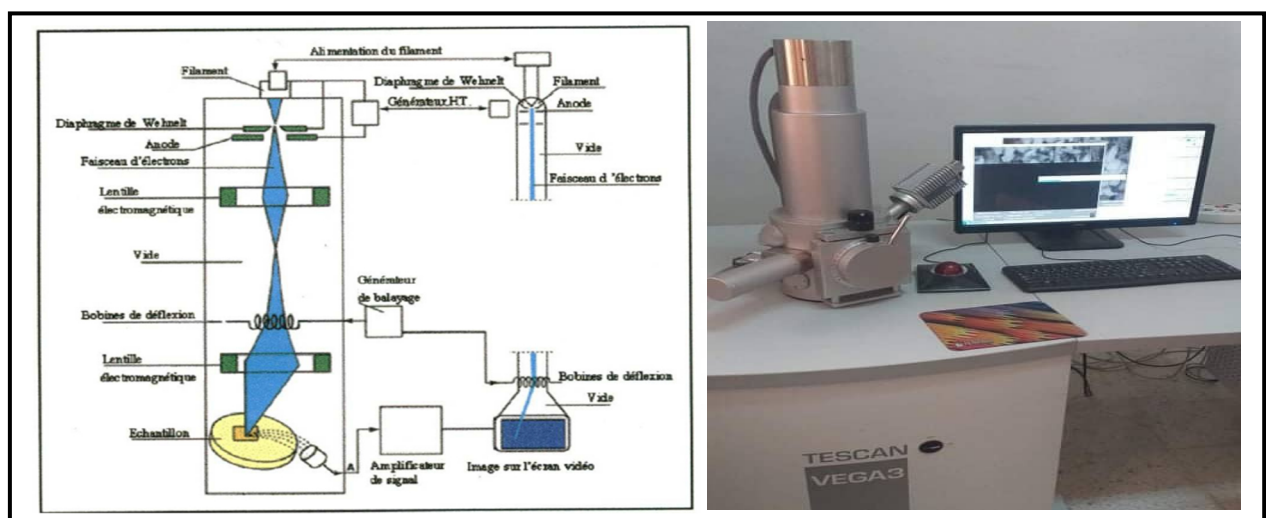 Alimentation du filament
Filament
Diaphragme de Wehnelt
Filament
Générateur HT
Anode
Diaphragme de Wehnelt
Anode
Vide
Faisceau d'électrons
Faisceau d'électrons
Lentille
électromagnétique
Vide
Générateur
de balayage
Bobines de déflexion
Lentille
électromagnétique
Bobines de déflexion
Vide
Echantillon
A
Amplificateur
de signal
Image sur l'écran vidéo
TESCAN
VEGA3